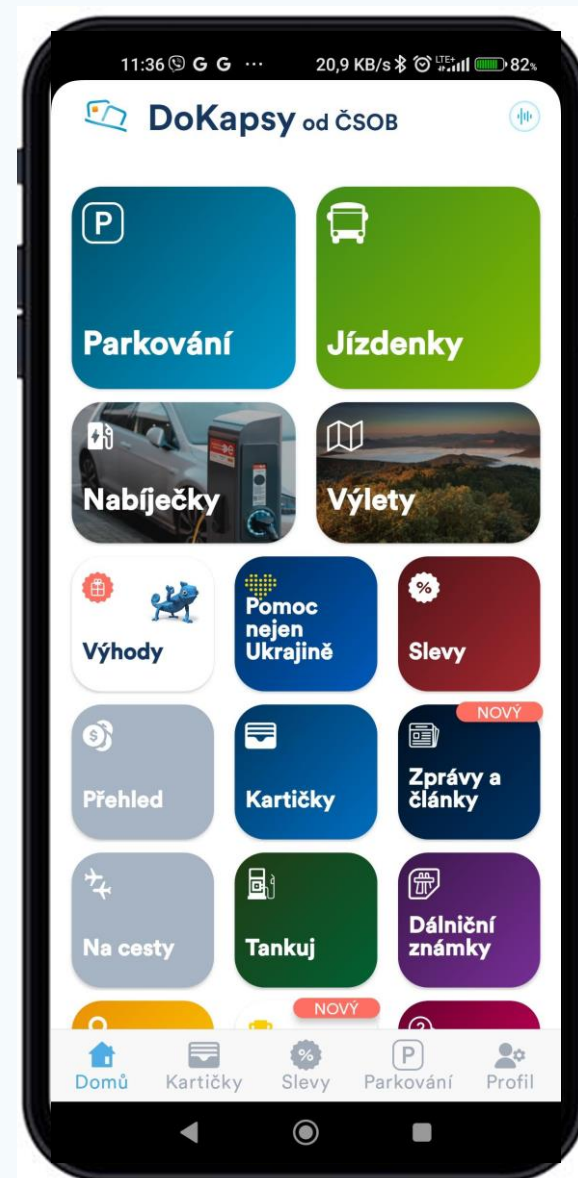 11:36 G G ... 20,9 KB/s LTE+ 82%
DoKapsy od ČSOB
P
Parkování
Jízdenky
Nabíječky
Výlety
Výhody
Pomoc
nejen
Ukrajině
%
Slevy
$
Přehled
Kartičky
NOVÝ
Zprávy a
články
Na cesty
Tankuj
Dálniční
známky
NOVÝ
?
Domů
Kartičky
%
Slevy
P
Parkování
Profil